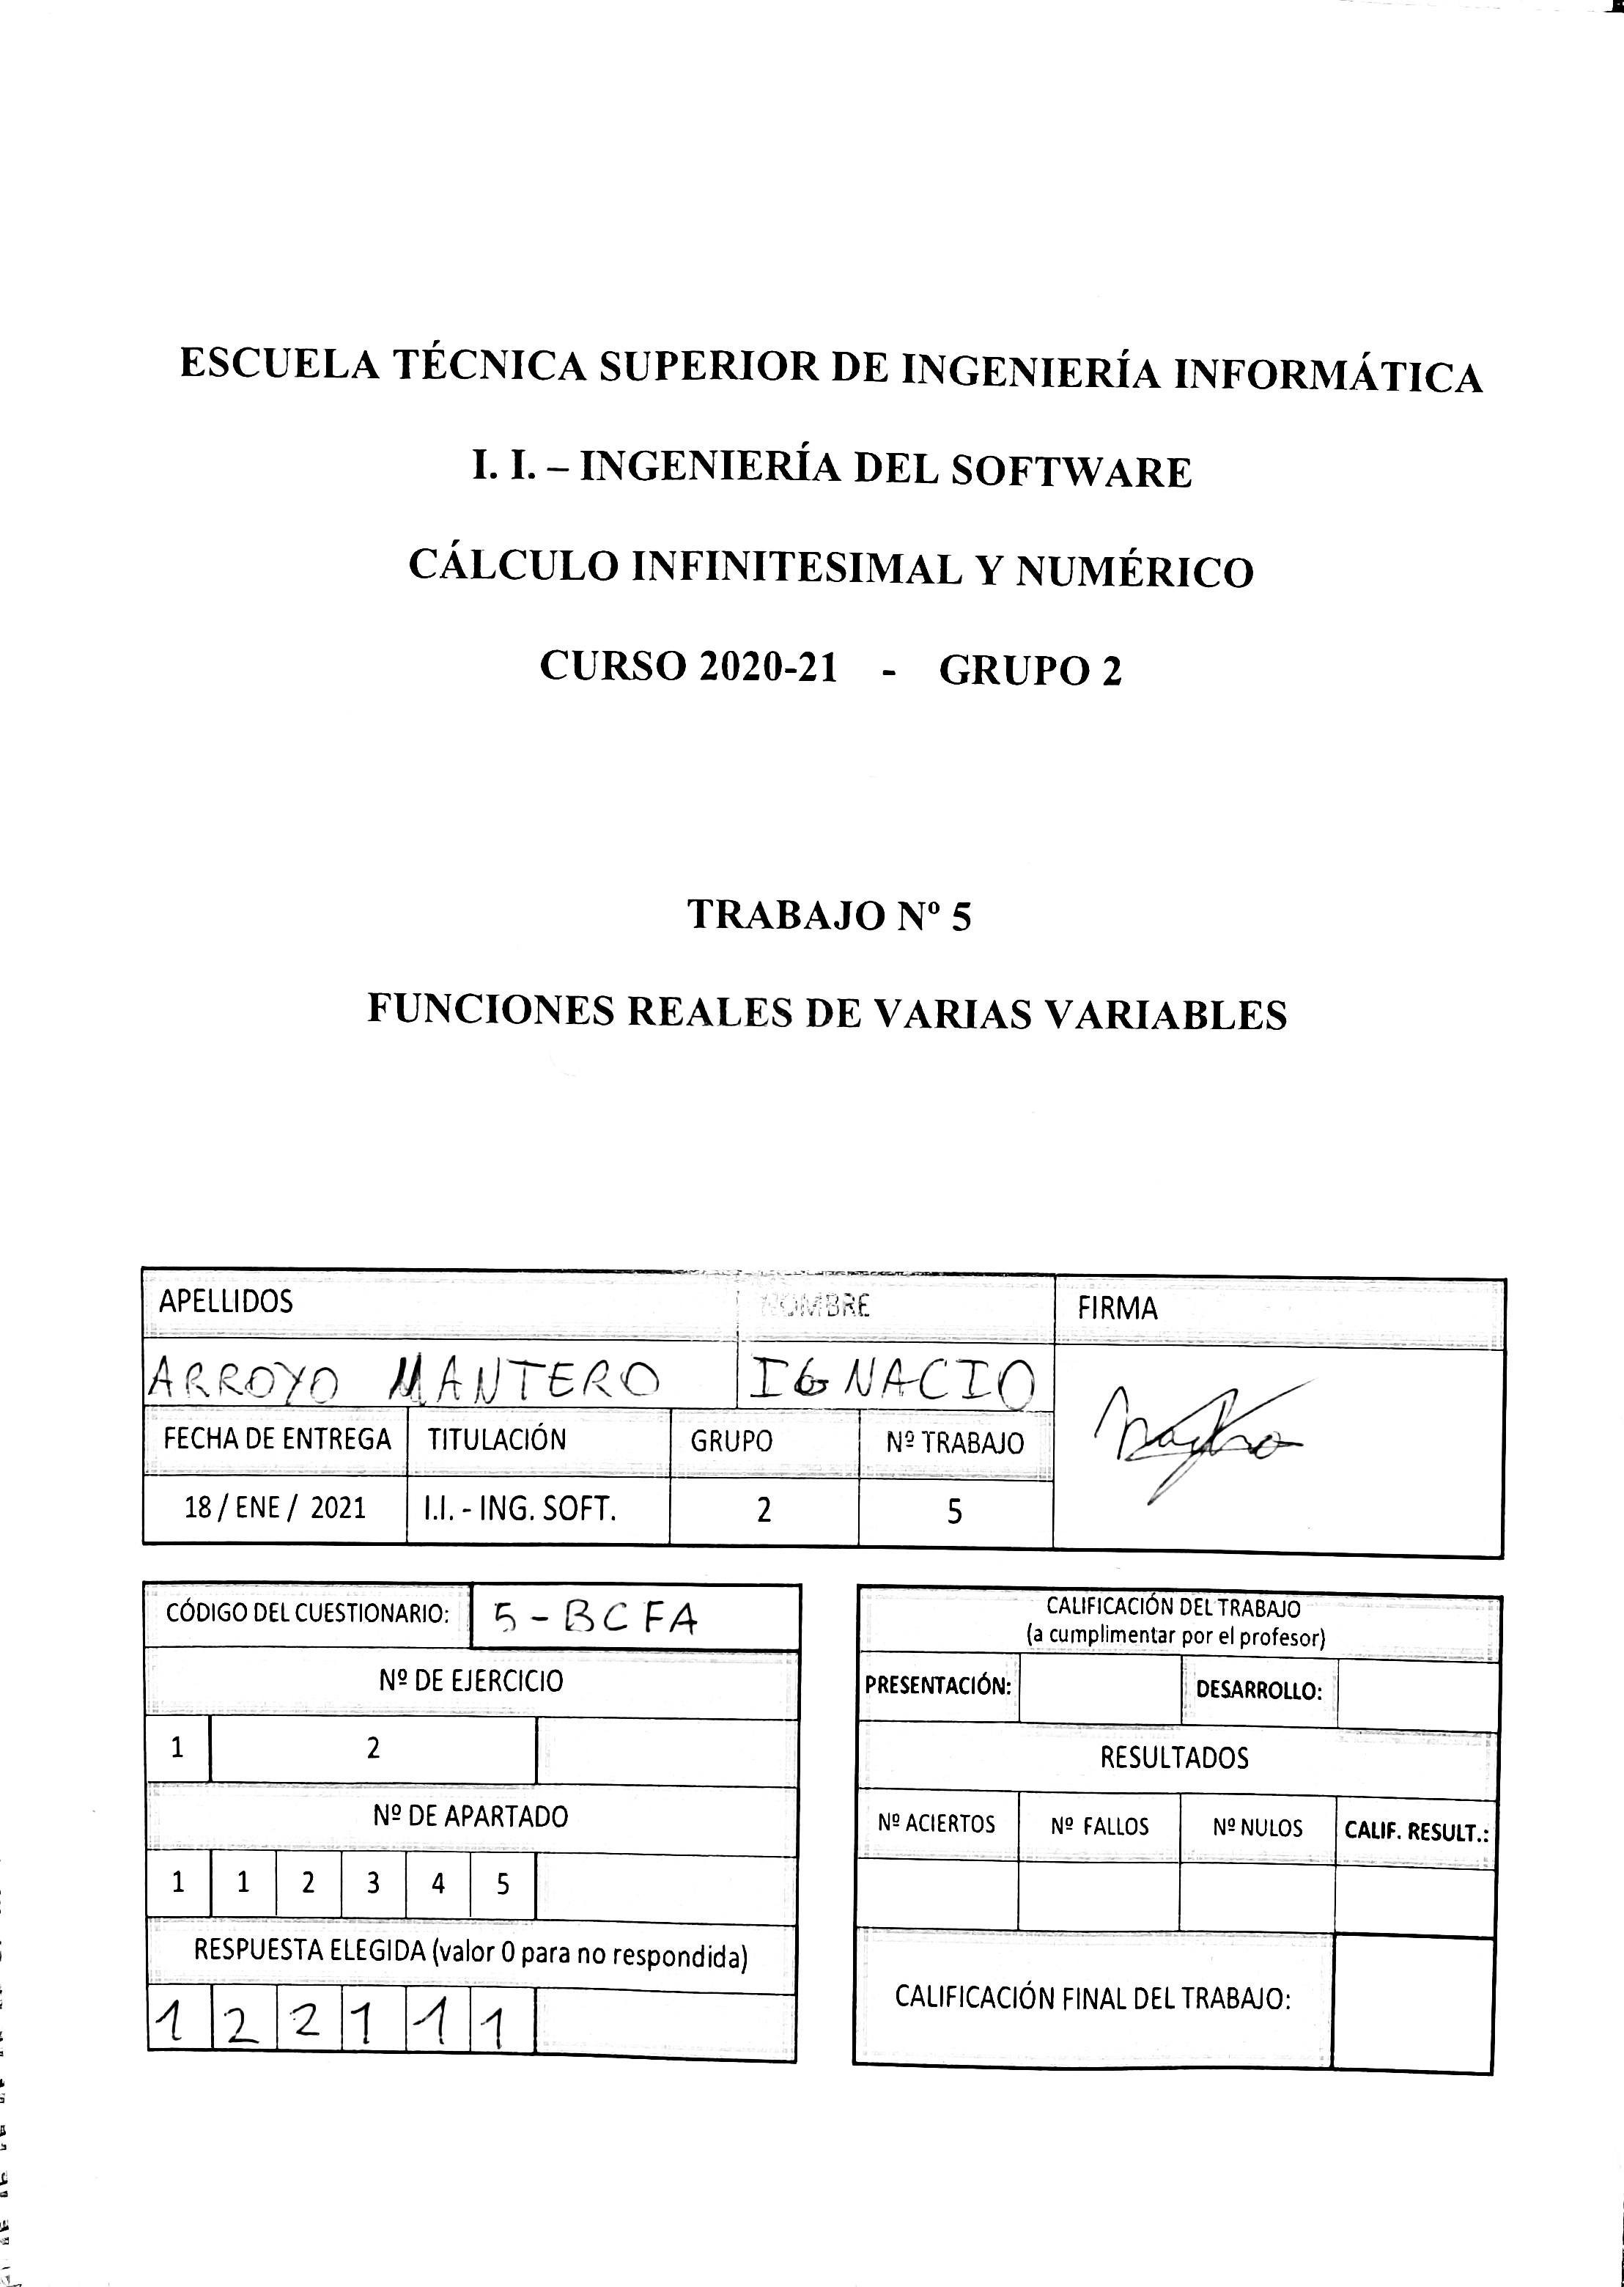 ESCUELA TÉCNICA SUPERIOR DE INGENIERÍA INFORMÁTICA
I. I. – INGENIERÍA DEL SOFTWARE
CÁLCULO INFINITESIMAL Y NUMÉRICO
CURSO 2020-21 - GRUPO 2
TRABAJO Nº 5
FUNCIONES REALES DE VARIAS VARIABLES
APELLIDOS NOMBRE FIRMA
ARROYO MANTERO IGNACIO
FECHA DE ENTREGA TITULACIÓN GRUPO Nº TRABAJO
18 / ENE / 2021 I.I. - ING. SOFT. 2 5
CÓDIGO DEL CUESTIONARIO: 5-BCFA
Nº DE EJERCICIO
1 2
Nº DE APARTADO
1 1 2 3 4 5
RESPUESTA ELEGIDA (valor 0 para no respondida)
1 2 2 1 1 1
CALIFICACIÓN DEL TRABAJO
(a cumplimentar por el profesor)
PRESENTACIÓN: DESARROLLO:
RESULTADOS
Nº ACIERTOS Nº FALLOS Nº NULOS CALIF. RESULT.:
CALIFICACIÓN FINAL DEL TRABAJO: